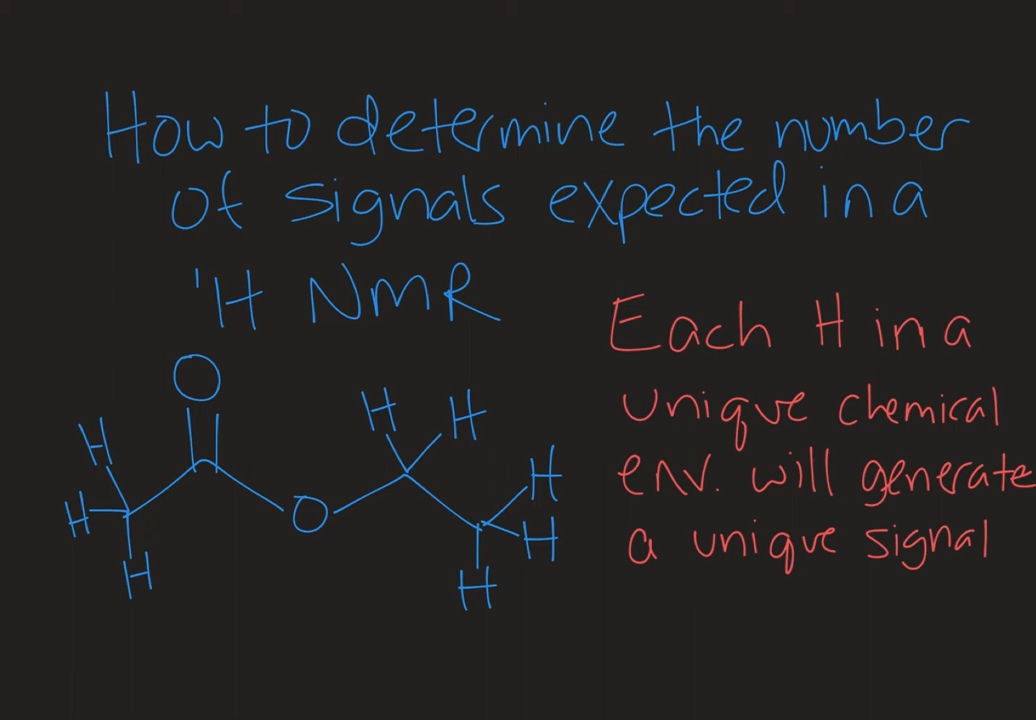 How to determine the number
of signals expected in a
¹H NMR
Each H in a
unique chemical
env. will generate
a unique signal
O
H
H
H
O
H
H
H
H
H